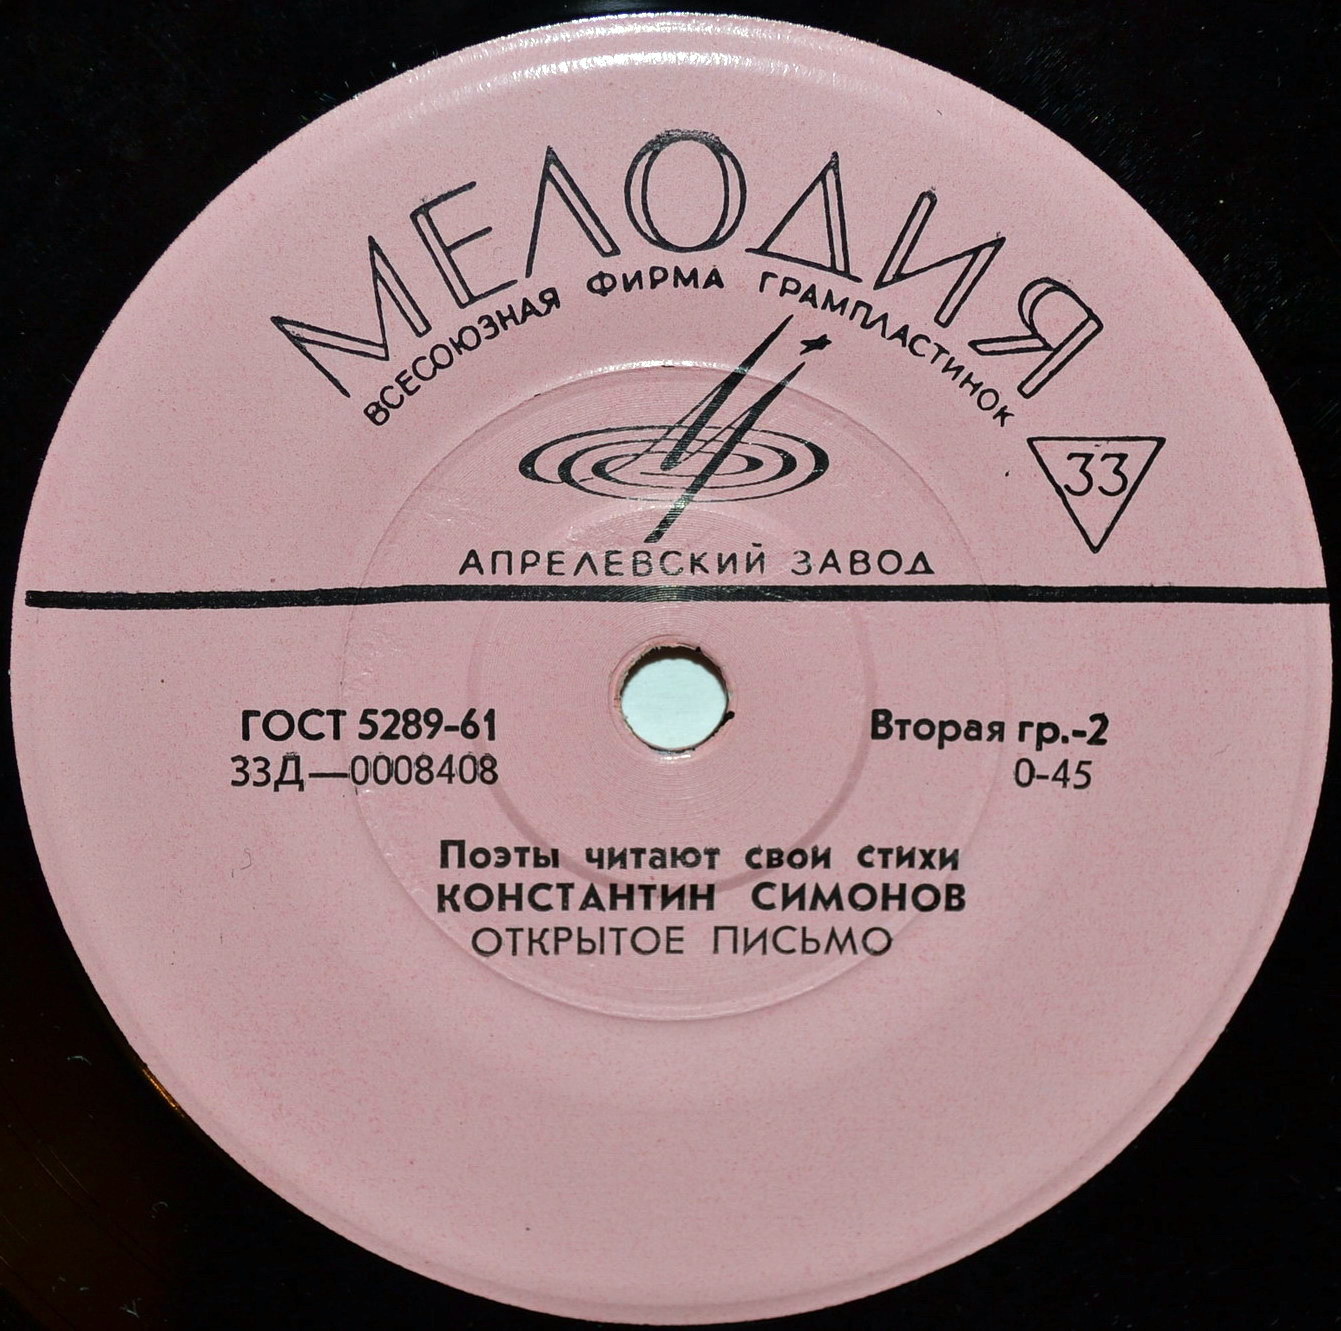 МЕЛОДИЯ
ВСЕСОЮЗНАЯ ФИРМА ГРАМПЛАСТИНОК
33
АПРЕЛЕВСКИЙ ЗАВОД
ГОСТ 5289-61
Вторая гр.-2
33Д—0008408
0-45
Поэты читают свои стихи
КОНСТАНТИН СИМОНОВ
ОТКРЫТОЕ ПИСЬМО